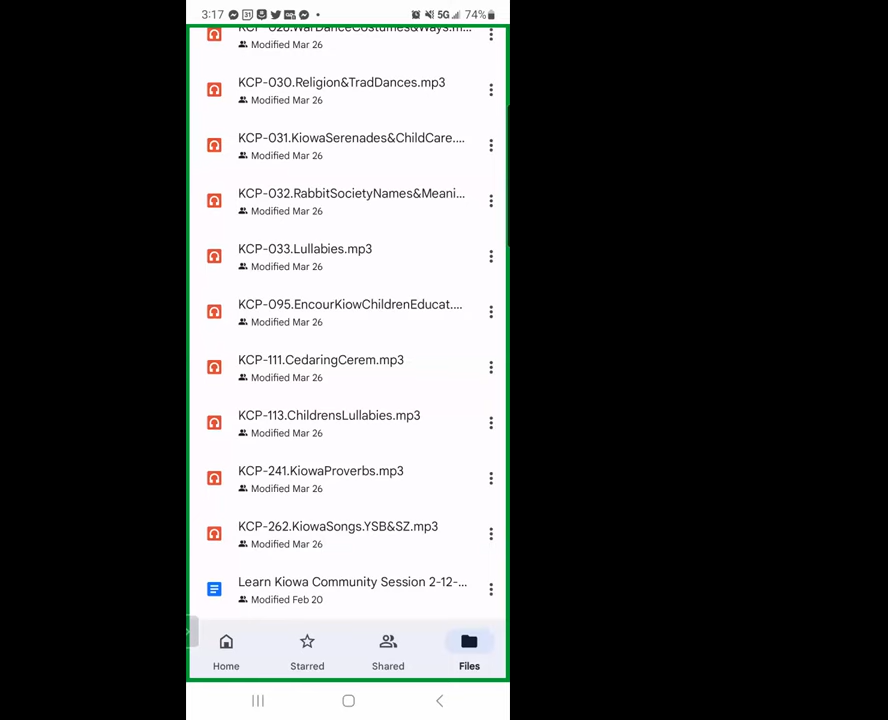 3:17
5G 74%
KCP-028.WarDanceCostumes&Ways.m...
Modified Mar 26
KCP-030.Religion&TradDances.mp3
Modified Mar 26
KCP-031.KiowaSerenades&ChildCare....
Modified Mar 26
KCP-032.RabbitSocietyNames&Meani...
Modified Mar 26
KCP-033.Lullabies.mp3
Modified Mar 26
KCP-095.EncourKiowChildrenEducat....
Modified Mar 26
KCP-111.CedaringCerem.mp3
Modified Mar 26
KCP-113.ChildrensLullabies.mp3
Modified Mar 26
KCP-241.KiowaProverbs.mp3
Modified Mar 26
KCP-262.KiowaSongs.YSB&SZ.mp3
Modified Mar 26
Learn Kiowa Community Session 2-12-...
Modified Feb 20
Home Starred Shared Files